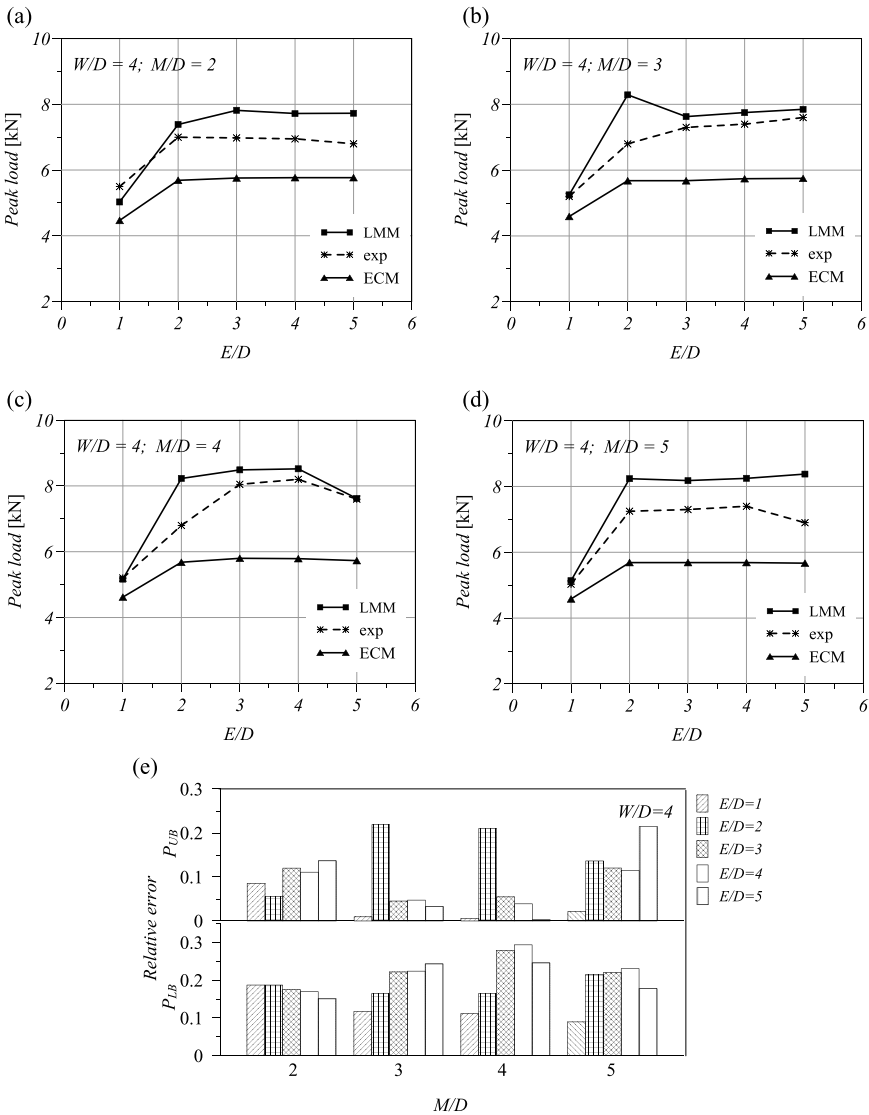 (a)
10
8
6
4
2
Peak load [kN]
W/D = 4; M/D = 2
LMM
exp
ECM
0 1 2 3 4 5 6
E/D
(b)
10
8
6
4
2
Peak load [kN]
W/D = 4; M/D = 3
LMM
exp
ECM
0 1 2 3 4 5 6
E/D
(c)
10
8
6
4
2
Peak load [kN]
W/D = 4; M/D = 4
LMM
exp
ECM
0 1 2 3 4 5 6
E/D
(d)
10
8
6
4
2
Peak load [kN]
W/D = 4; M/D = 5
LMM
exp
ECM
0 1 2 3 4 5 6
E/D
(e)
Relative error
P_UB
0.3
0.2
0.1
0
W/D=4
E/D=1
E/D=2
E/D=3
E/D=4
E/D=5
P_LB
0.3
0.2
0.1
0
2 3 4 5
M/D